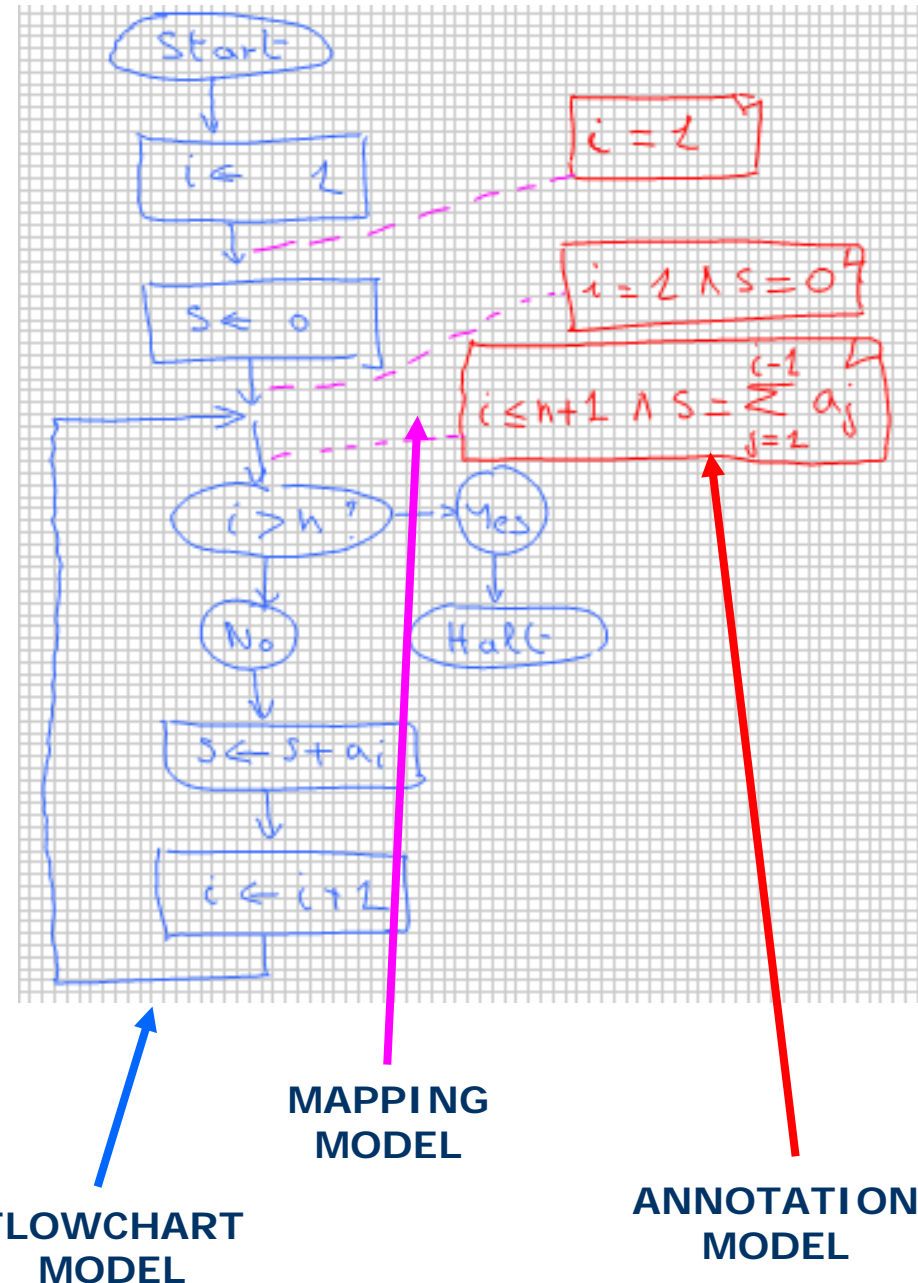 Start
i ← 1
i = 1
S ← 0
i = 1 ∧ S = 0
i ≤ n+1 ∧ S = ∑ a_j
i-1
j=1
i > n ?
Yes
No
Halt
S ← S + a_i
i ← i + 1
MAPPING
MODEL
ANNOTATION
MODEL
FLOWCHART
MODEL